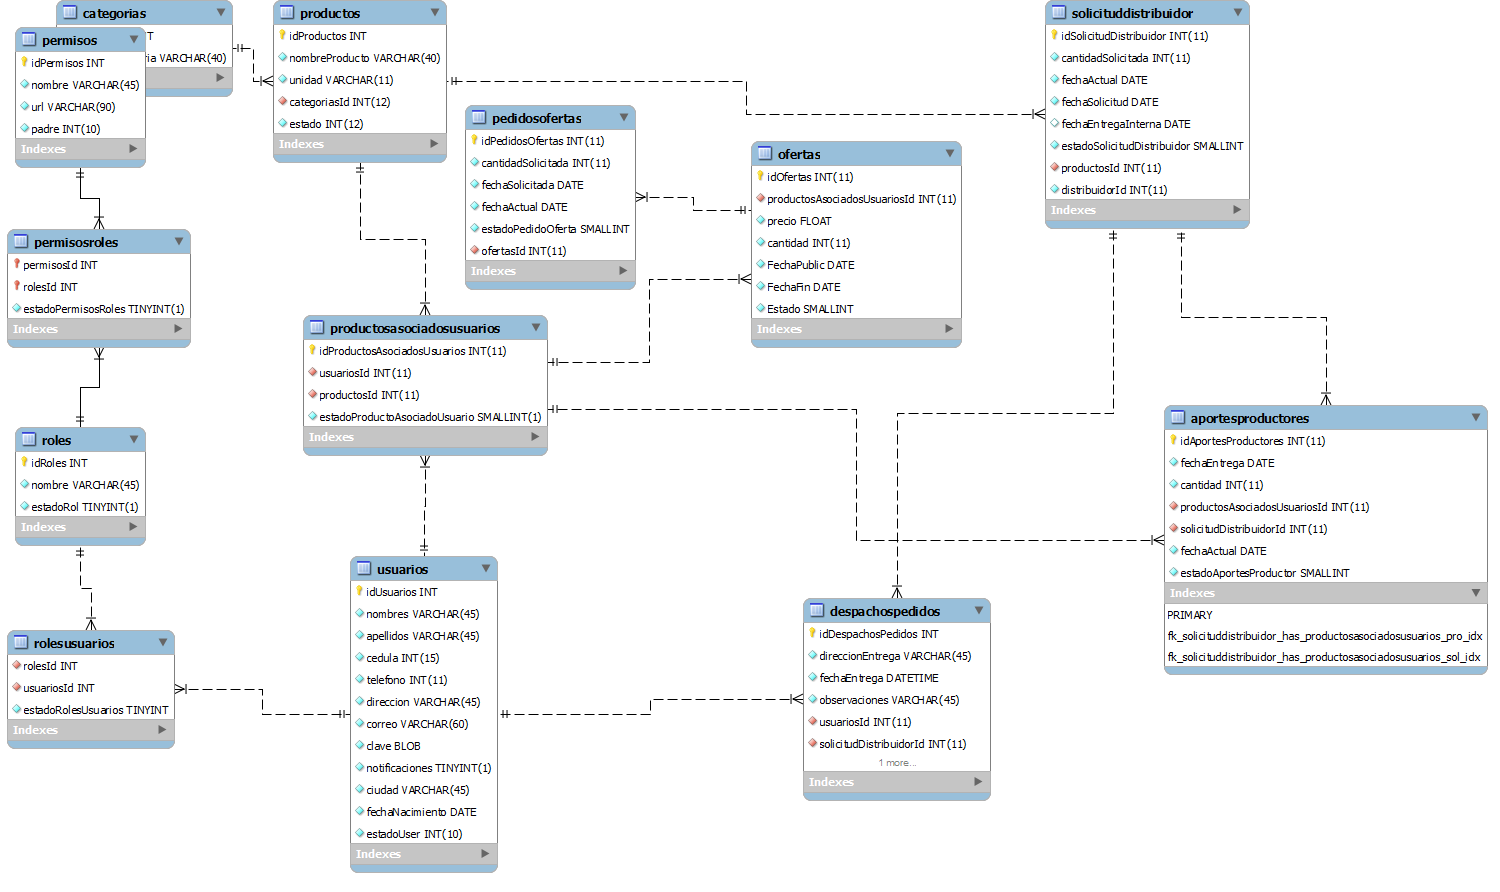 categorias
T
ria VARCHAR(40)
permisos
idPermisos INT
nombre VARCHAR(45)
url VARCHAR(90)
padre INT(10)
Indexes
productos
idProductos INT
nombreProducto VARCHAR(40)
unidad VARCHAR(11)
categoriasId INT(12)
estado INT(12)
Indexes
solicituddistribuidor
idSolicitudDistribuidor INT(11)
cantidadSolicitada INT(11)
fechaActual DATE
fechaSolicitud DATE
fechaEntregaInterna DATE
estadoSolicitudDistribuidor SMALLINT
productosId INT(11)
distribuidorId INT(11)
Indexes
pedidosofertas
idPedidosOfertas INT(11)
cantidadSolicitada INT(11)
fechaSolicitada DATE
fechaActual DATE
estadoPedidoOferta SMALLINT
ofertasId INT(11)
Indexes
ofertas
idOfertas INT(11)
productosAsociadosUsuariosId INT(11)
precio FLOAT
cantidad INT(11)
FechaPublic DATE
FechaFin DATE
Estado SMALLINT
Indexes
permisosroles
permisosId INT
rolesId INT
estadoPermisosRoles TINYINT(1)
Indexes
productosasociadosusuarios
idProductosAsociadosUsuarios INT(11)
usuariosId INT(11)
productosId INT(11)
estadoProductoAsociadoUsuario SMALLINT(1)
Indexes
roles
idRoles INT
nombre VARCHAR(45)
estadoRol TINYINT(1)
Indexes
aportesproductores
idAportesProductores INT(11)
fechaEntrega DATE
cantidad INT(11)
productosAsociadosUsuariosId INT(11)
solicitudDistribuidorId INT(11)
fechaActual DATE
estadoAportesProductor SMALLINT
Indexes
PRIMARY
fk_solicituddistribuidor_has_productosasociadosusuarios_pro_idx
fk_solicituddistribuidor_has_productosasociadosusuarios_sol_idx
rolesusuarios
rolesId INT
usuariosId INT
estadoRolesUsuarios TINYINT
Indexes
usuarios
idUsuarios INT
nombres VARCHAR(45)
apellidos VARCHAR(45)
cedula INT(15)
telefono INT(11)
direccion VARCHAR(45)
correo VARCHAR(60)
clave BLOB
notificaciones TINYINT(1)
ciudad VARCHAR(45)
fechaNacimiento DATE
estadoUser INT(10)
Indexes
despachospedidos
idDespachosPedidos INT
direccionEntrega VARCHAR(45)
fechaEntrega DATETIME
observaciones VARCHAR(45)
usuariosId INT(11)
solicitudDistribuidorId INT(11)
1 more...
Indexes